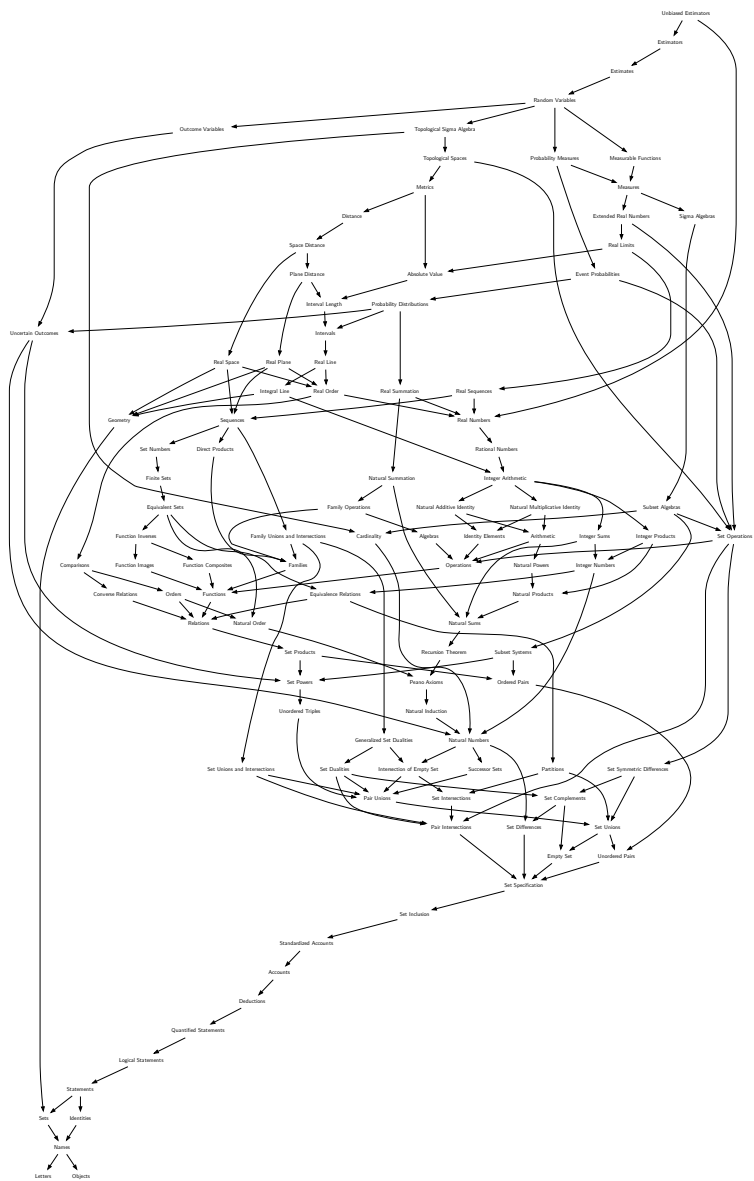 Unbiased Estimators
Estimators
Estimates
Random Variables
Outcome Variables
Topological Sigma Algebra
Topological Spaces
Probability Measures
Measurable Functions
Metrics
Measures
Distance
Extended Real Numbers
Sigma Algebras
Space Distance
Real Limits
Plane Distance
Absolute Value
Event Probabilities
Interval Length
Probability Distributions
Uncertain Outcomes
Intervals
Real Space
Real Plane
Real Line
Integral Line
Real Order
Real Summation
Real Sequences
Geometry
Sequences
Real Numbers
Set Numbers
Direct Products
Rational Numbers
Finite Sets
Natural Summation
Integer Arithmetic
Equivalent Sets
Family Operations
Natural Additive Identity
Natural Multiplicative Identity
Subset Algebras
Function Inverses
Family Unions and Intersections
Cardinality
Algebras
Identity Elements
Arithmetic
Integer Sums
Integer Products
Set Operations
Comparisons
Function Images
Function Composites
Families
Operations
Natural Powers
Integer Numbers
Converse Relations
Orders
Functions
Equivalence Relations
Natural Products
Relations
Natural Order
Natural Sums
Set Products
Recursion Theorem
Subset Systems
Set Powers
Peano Axioms
Ordered Pairs
Unordered Triples
Natural Induction
Generalized Set Dualities
Natural Numbers
Set Unions and Intersections
Set Dualities
Intersection of Empty Set
Successor Sets
Partitions
Set Symmetric Differences
Pair Unions
Set Intersections
Set Complements
Pair Intersections
Set Differences
Set Unions
Empty Set
Unordered Pairs
Set Specification
Set Inclusion
Standardized Accounts
Accounts
Deductions
Quantified Statements
Logical Statements
Statements
Sets
Identities
Names
Letters
Objects